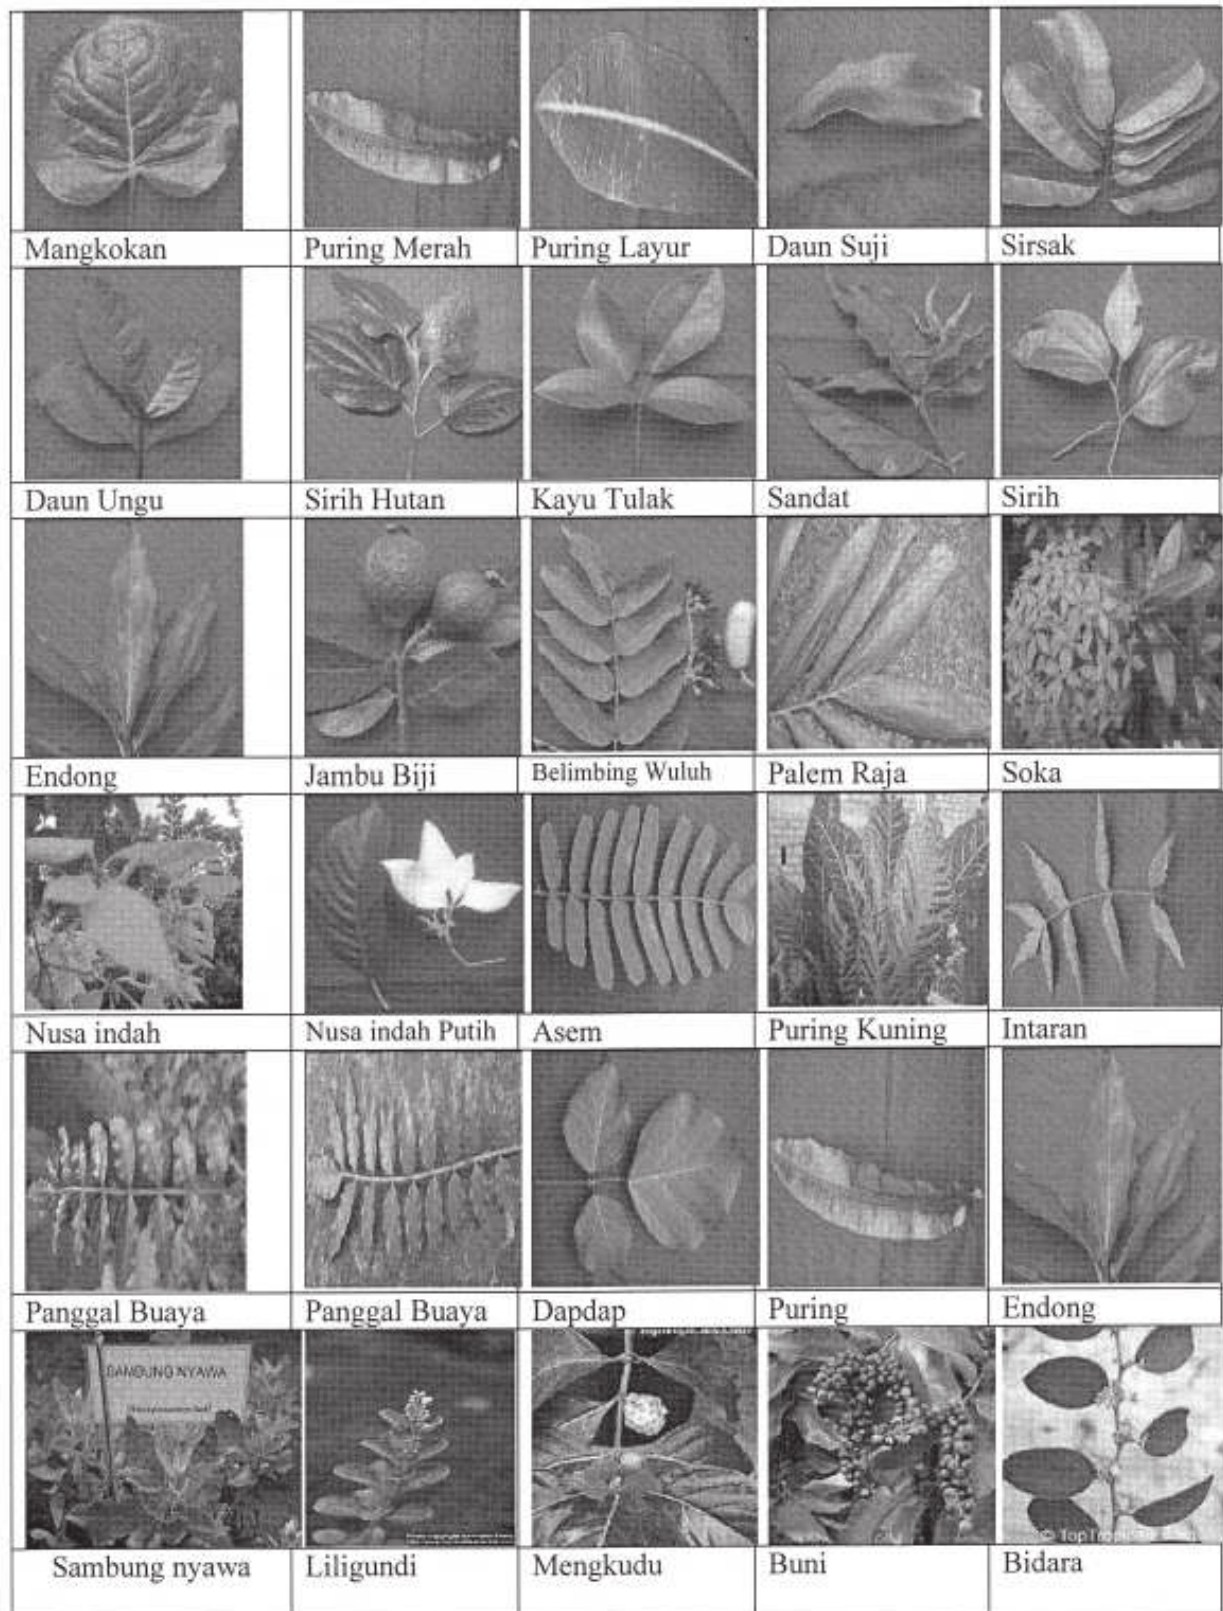 Mangkokan
Puring Merah
Puring Layur
Daun Suji
Sirsak
Daun Ungu
Sirih Hutan
Kayu Tulak
Sandat
Sirih
Endong
Jambu Biji
Belimbing Wuluh
Palem Raja
Soka
Nusa indah
Nusa indah Putih
Asem
Puring Kuning
Intaran
Panggal Buaya
Panggal Buaya
Dapdap
Puring
Endong
SAMBUNG NYAWA
© TopTropicals.com
Sambung nyawa
Liligundi
Mengkudu
Buni
Bidara